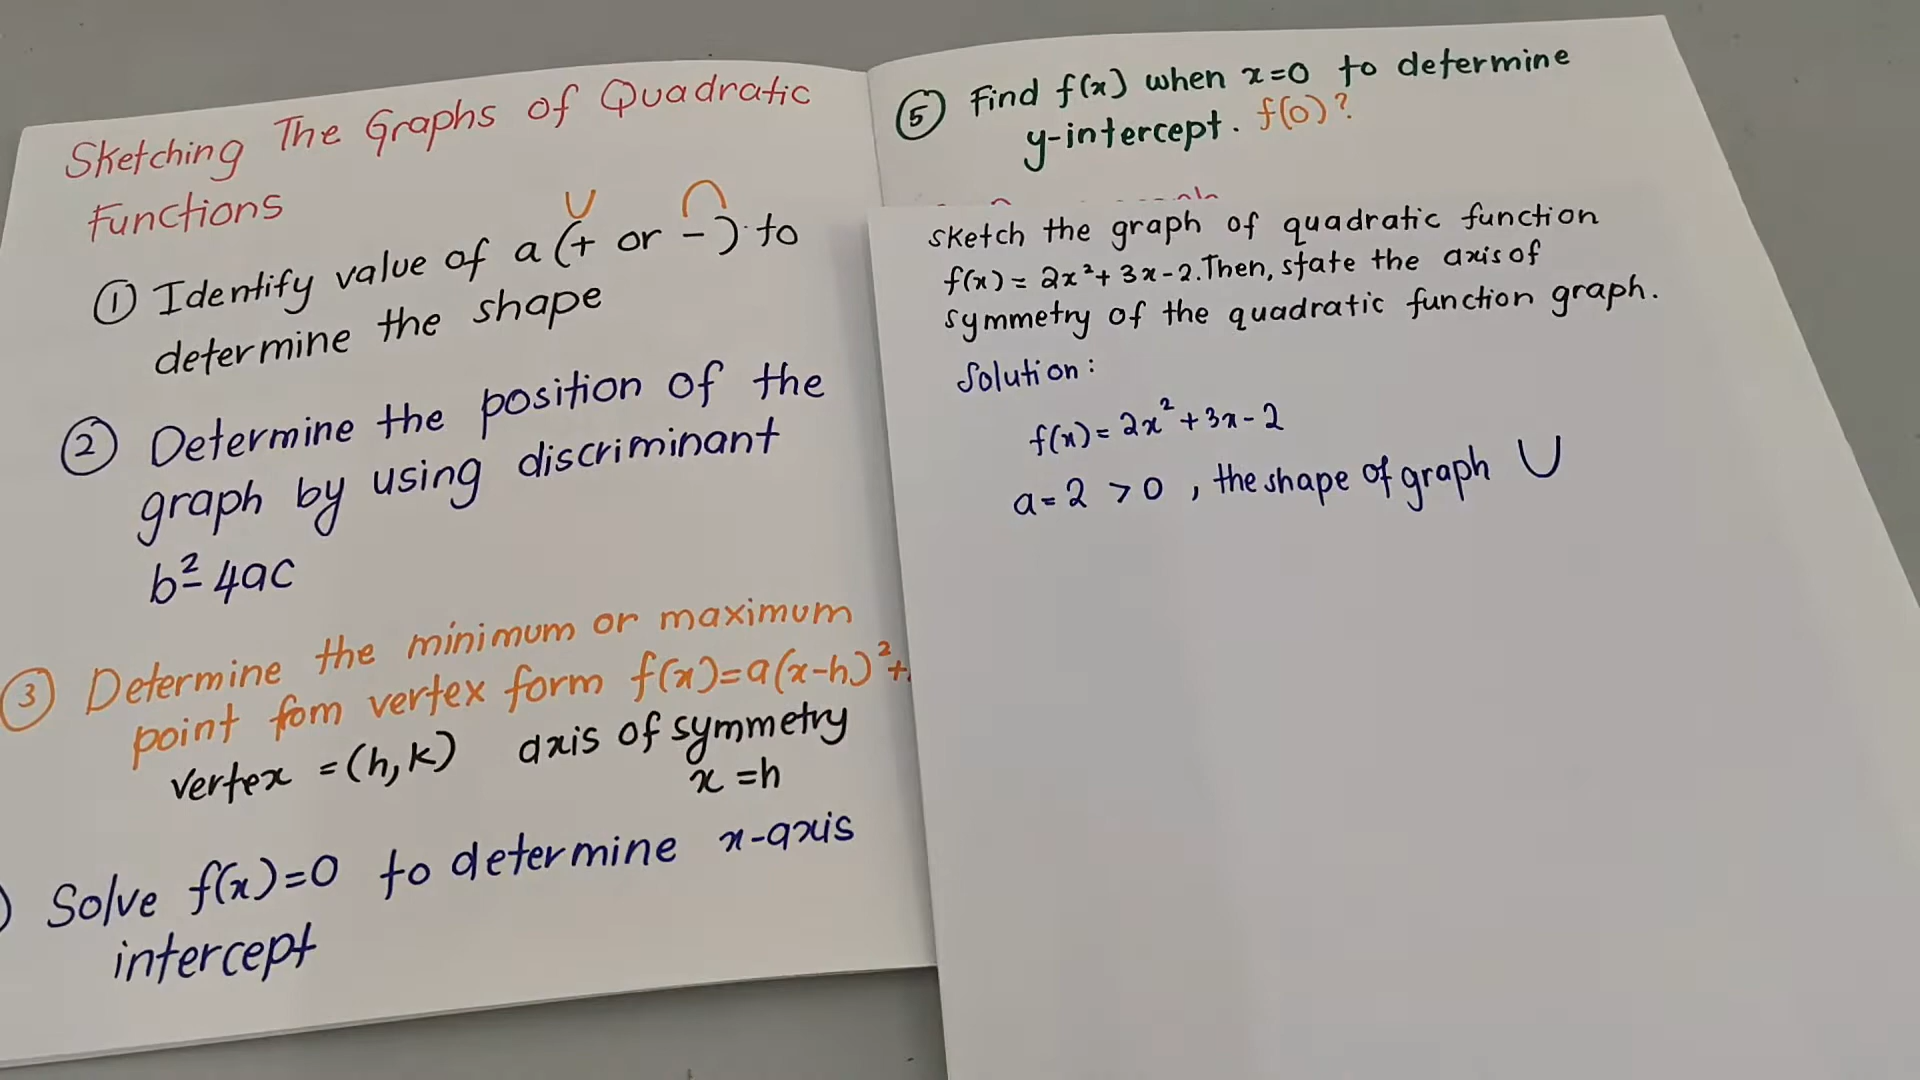 Sketching The Graphs of Quadratic
Functions
① Identify value of a (+ or -) to
determine the shape
② Determine the position of the
graph by using discriminant
b²-4ac
③ Determine the minimum or maximum
point fom vertex form f(x)=a(x-h)²+
vertex =(h,k) axis of symmetry
x =h
Solve f(x)=0 to determine x-axis
intercept
⑤ Find f(x) when x=0 to determine
y-intercept. f(0)?
Sketch the graph of quadratic function
f(x) = 2x²+3x-2.Then, state the axis of
symmetry of the quadratic function graph.
Solution:
f(x) = 2x²+3x-2
a=2 >0 , the shape of graph ∪